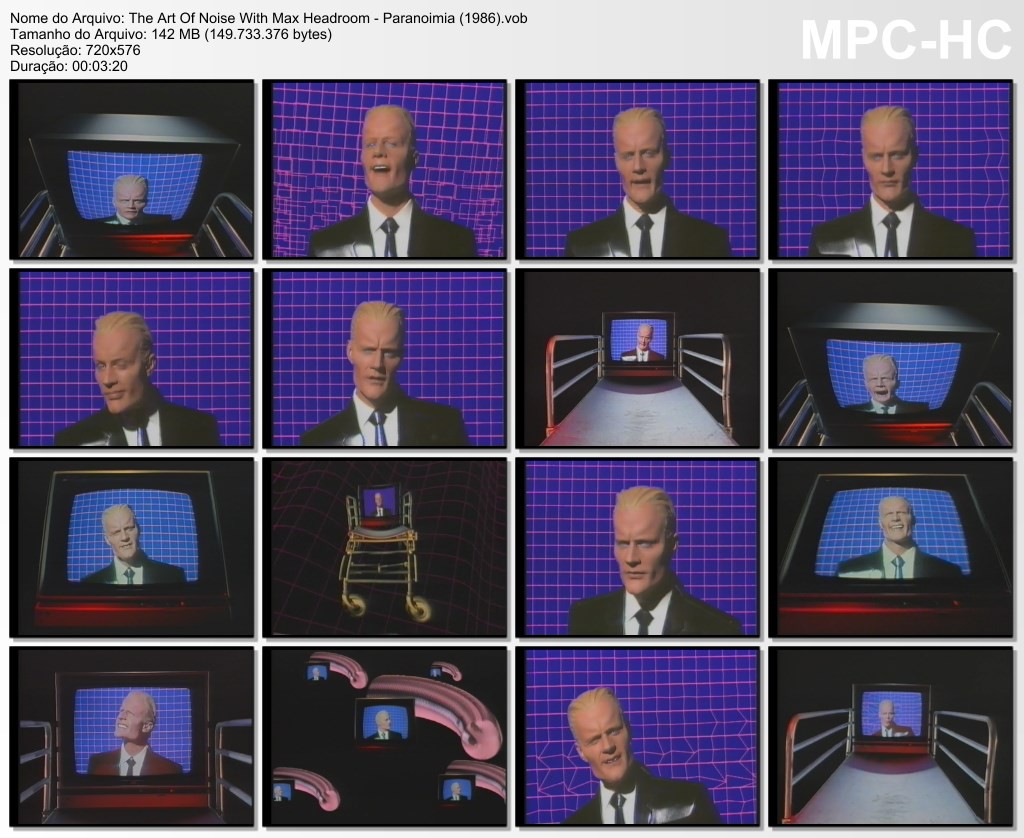 Nome do Arquivo: The Art Of Noise With Max Headroom - Paranoimia (1986).vob
Tamanho do Arquivo: 142 MB (149.733.376 bytes)
Resolução: 720x576
Duração: 00:03:20
MPC-HC